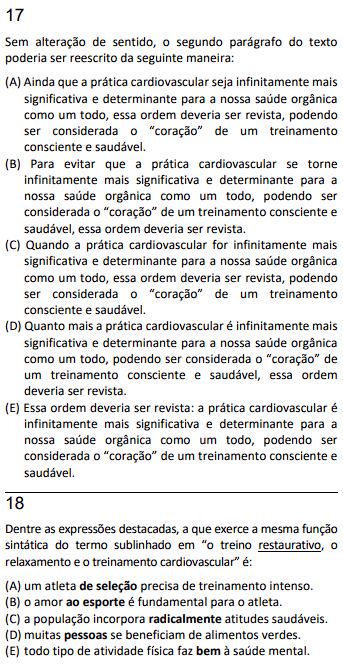 17
Sem alteração de sentido, o segundo parágrafo do texto
poderia ser reescrito da seguinte maneira:
(A) Ainda que a prática cardiovascular seja infinitamente mais
significativa e determinante para a nossa saúde orgânica
como um todo, essa ordem deveria ser revista, podendo
ser considerada o “coração” de um treinamento
consciente e saudável.
(B) Para evitar que a prática cardiovascular se torne
infinitamente mais significativa e determinante para a
nossa saúde orgânica como um todo, podendo ser
considerada o “coração” de um treinamento consciente e
saudável, essa ordem deveria ser revista.
(C) Quando a prática cardiovascular for infinitamente mais
significativa e determinante para a nossa saúde orgânica
como um todo, essa ordem deveria ser revista, podendo
ser considerada o “coração” de um treinamento
consciente e saudável.
(D) Quanto mais a prática cardiovascular é infinitamente mais
significativa e determinante para a nossa saúde orgânica
como um todo, podendo ser considerada o “coração” de
um treinamento consciente e saudável, essa ordem
deveria ser revista.
(E) Essa ordem deveria ser revista: a prática cardiovascular é
infinitamente mais significativa e determinante para a
nossa saúde orgânica como um todo, podendo ser
considerada o “coração” de um treinamento consciente e
saudável.
18
Dentre as expressões destacadas, a que exerce a mesma função
sintática do termo sublinhado em “o treino restaurativo, o
relaxamento e o treinamento cardiovascular” é:
(A) um atleta de seleção precisa de treinamento intenso.
(B) o amor ao esporte é fundamental para o atleta.
(C) a população incorpora radicalmente atitudes saudáveis.
(D) muitas pessoas se beneficiam de alimentos verdes.
(E) todo tipo de atividade física faz bem à saúde mental.